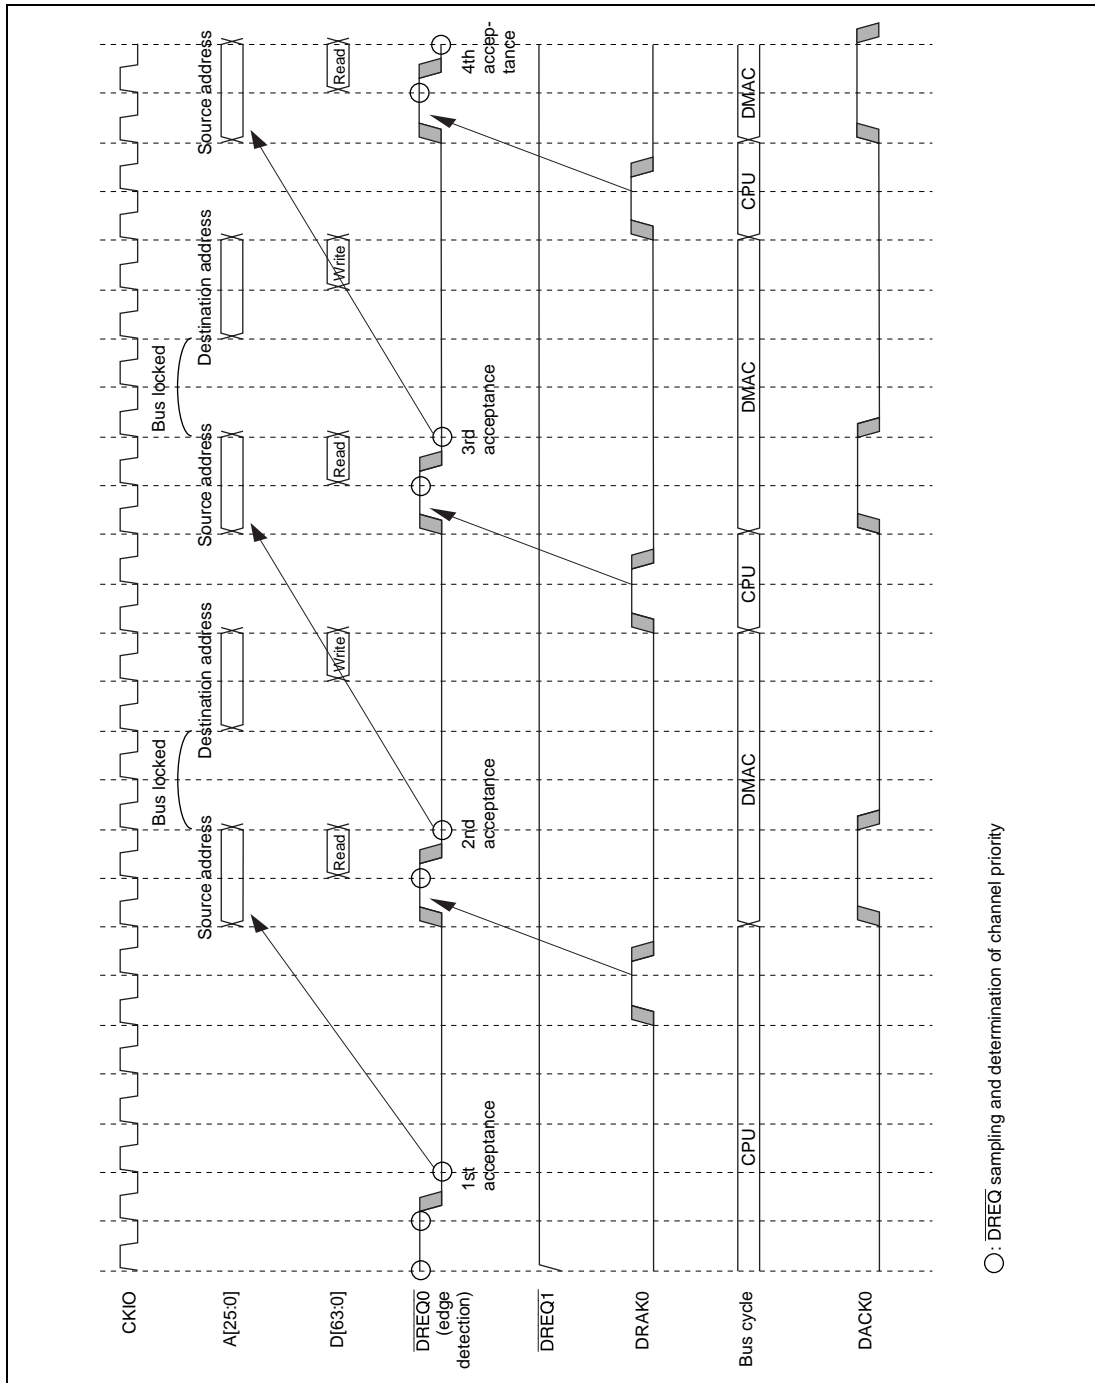 CKIO
Bus locked
Bus locked
A[25:0]
Source address
Destination address
Source address
Destination address
Source address
D[63:0]
Read
Write
Read
Write
Read
DREQ0
(edge
detection)
1st
acceptance
2nd
acceptance
3rd
acceptance
4th
accep-
tance
DREQ1
DRAK0
Bus cycle
CPU
DMAC
CPU
DMAC
CPU
DMAC
DACK0
: DREQ sampling and determination of channel priority